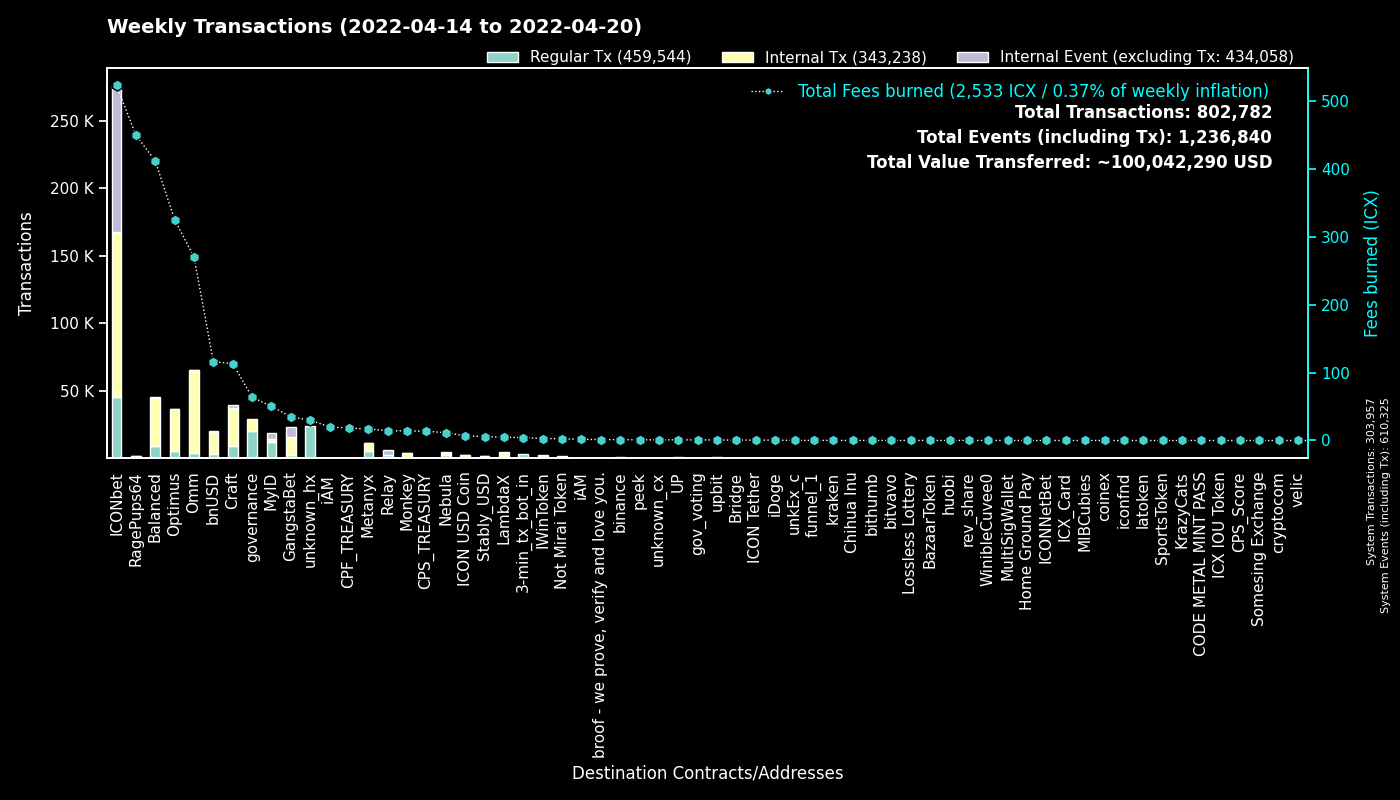 Weekly Transactions (2022-04-14 to 2022-04-20)
Regular Tx (459,544)
Internal Tx (343,238)
Internal Event (excluding Tx: 434,058)
Total Fees burned (2,533 ICX / 0.37% of weekly inflation)
Total Transactions: 802,782
Total Events (including Tx): 1,236,840
Total Value Transferred: ~100,042,290 USD
Transactions
250 K
200 K
150 K
100 K
50 K
500
400
300
200
100
0
Fees burned (ICX)
System Transactions: 303,957
System Events (including Tx): 610,325
ICONbet
RagePups64
Balanced
Optimus
Omm
bnUSD
Craft
governance
MyID
GangstaBet
unknown_hx
iAM
CPF_TREASURY
Metanyx
Relay
Monkey
CPS_TREASURY
Nebula
ICON USD Coin
Stably_USD
LambdaX
3-min_tx_bot_in
IWinToken
Not Mirai Token
iAM
broof - we prove, verify and love you.
binance
peek
unknown_cx
UP
gov_voting
upbit
Bridge
ICON Tether
iDoge
unkEx_c
funnel_1
kraken
Chihua Inu
bithumb
bitvavo
Lossless Lottery
BazaarToken
huobi
rev_share
WinbleCuvee0
MultiSigWallet
Home Ground Pay
ICONNetBet
ICX_Card
MIBCubies
coinex
iconfnd
latoken
SportsToken
KrazyCats
CODE METAL MINT PASS
ICX IOU Token
CPS_Score
Somesing Exchange
cryptocom
velic
Destination Contracts/Addresses